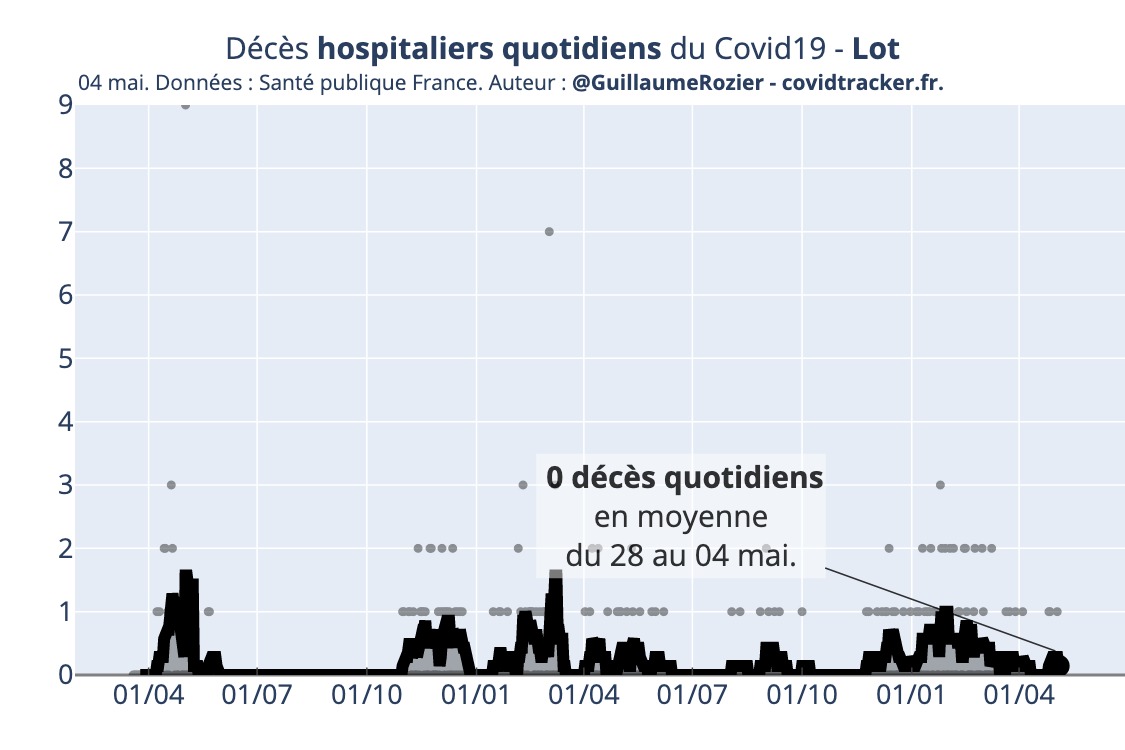 Décès hospitaliers quotidiens du Covid19 - Lot
04 mai. Données : Santé publique France. Auteur : @GuillaumeRozier - covidtracker.fr.
9
8
7
6
5
4
3
2
1
0
0 décès quotidiens
en moyenne
du 28 au 04 mai.
01/04 01/07 01/10 01/01 01/04 01/07 01/10 01/01 01/04